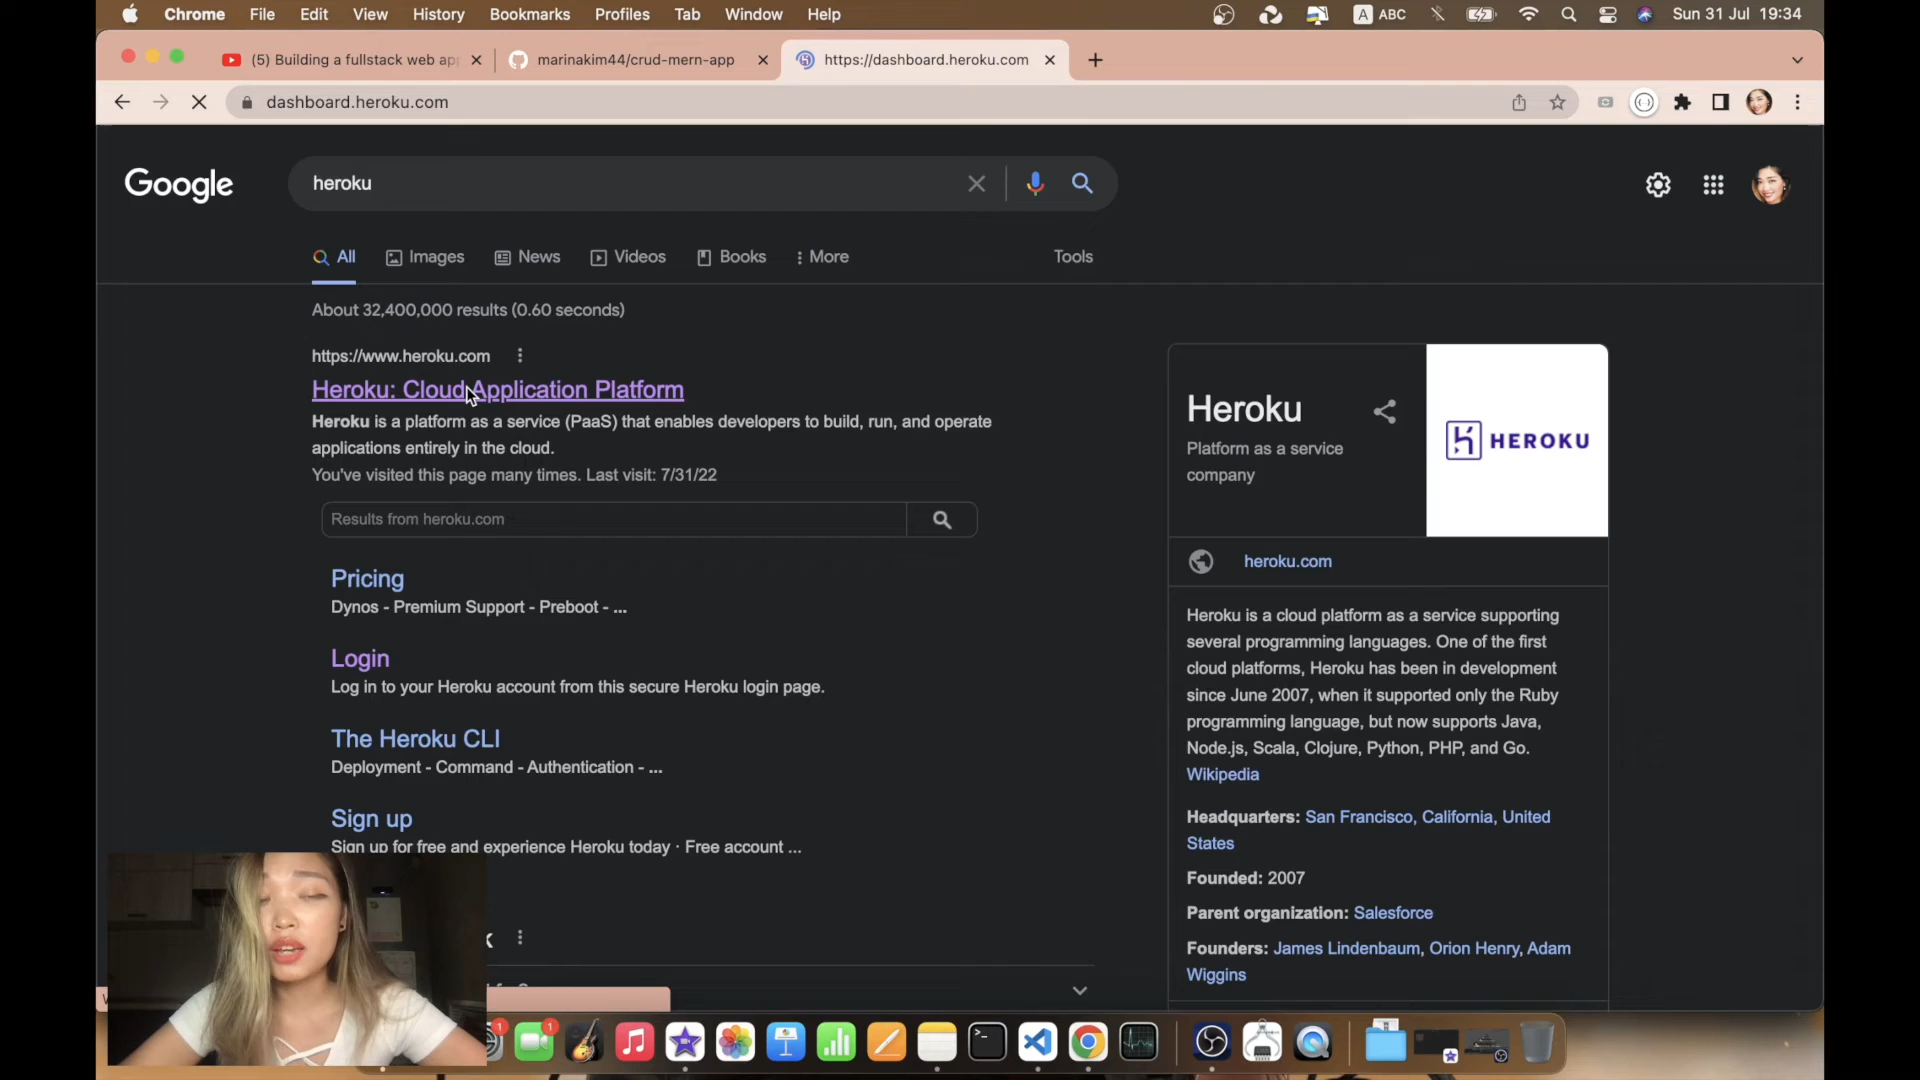 Chrome File Edit View History Bookmarks Profiles Tab Window Help A ABC Sun 31 Jul 19:34
(5) Building a fullstack web ap marinakim44/crud-mern-app https://dashboard.heroku.com
dashboard.heroku.com
Google heroku
All Images News Videos Books More Tools
About 32,400,000 results (0.60 seconds)
https://www.heroku.com
Heroku: Cloud Application Platform
Heroku is a platform as a service (PaaS) that enables developers to build, run, and operate
applications entirely in the cloud.
You've visited this page many times. Last visit: 7/31/22
Results from heroku.com
Pricing
Dynos - Premium Support - Preboot - ...
Login
Log in to your Heroku account from this secure Heroku login page.
The Heroku CLI
Deployment - Command - Authentication - ...
Sign up
Sign up for free and experience Heroku today · Free account ...
Heroku
Platform as a service
company
HEROKU
heroku.com
Heroku is a cloud platform as a service supporting
several programming languages. One of the first
cloud platforms, Heroku has been in development
since June 2007, when it supported only the Ruby
programming language, but now supports Java,
Node.js, Scala, Clojure, Python, PHP, and Go.
Wikipedia
Headquarters: San Francisco, California, United
States
Founded: 2007
Parent organization: Salesforce
Founders: James Lindenbaum, Orion Henry, Adam
Wiggins
1 1